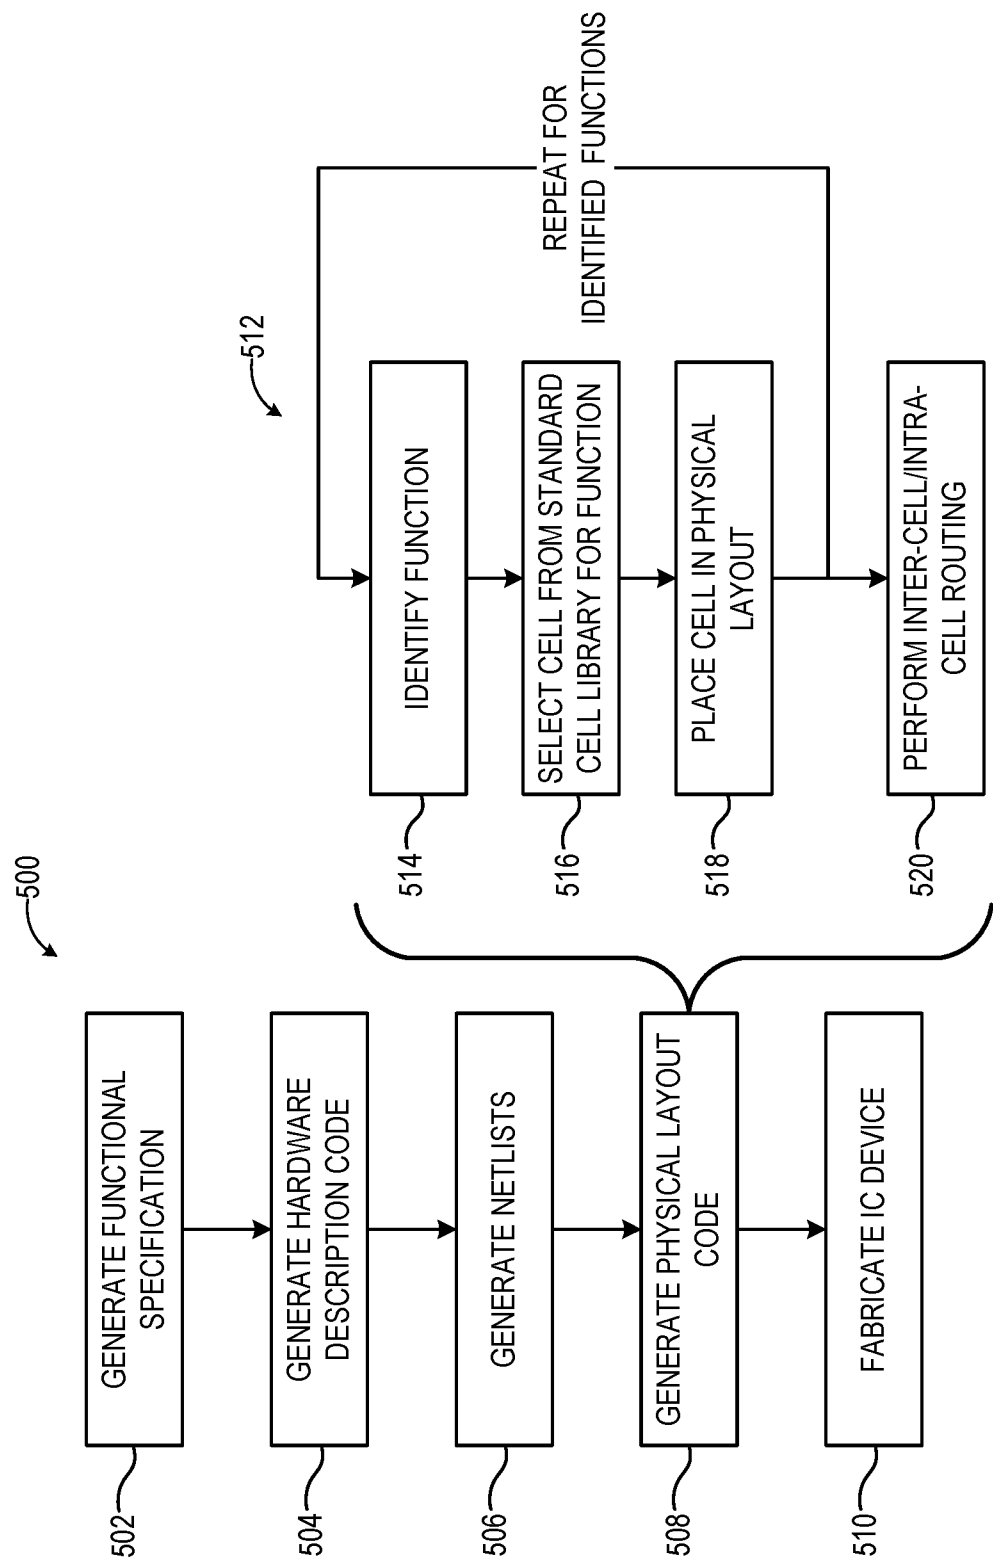 500
502
GENERATE FUNCTIONAL
SPECIFICATION
504
GENERATE HARDWARE
DESCRIPTION CODE
506
GENERATE NETLISTS
508
GENERATE PHYSICAL LAYOUT
CODE
510
FABRICATE IC DEVICE
512
514
IDENTIFY FUNCTION
516
SELECT CELL FROM STANDARD
CELL LIBRARY FOR FUNCTION
518
PLACE CELL IN PHYSICAL
LAYOUT
520
PERFORM INTER-CELL/INTRA-
CELL ROUTING
REPEAT FOR
IDENTIFIED FUNCTIONS